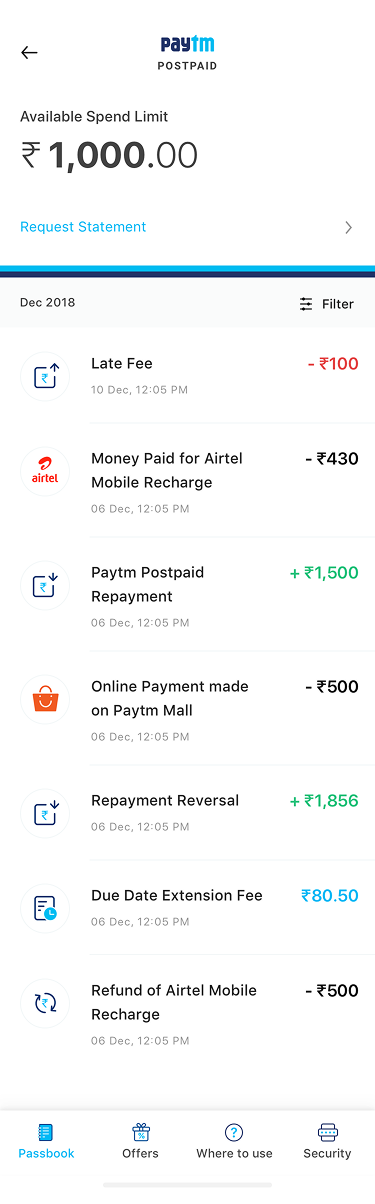 paytm
POSTPAID
Available Spend Limit
₹ 1,000.00
Request Statement
Dec 2018
Filter
Late Fee
- ₹100
10 Dec, 12:05 PM
airtel
Money Paid for Airtel
Mobile Recharge
- ₹430
06 Dec, 12:05 PM
Paytm Postpaid
Repayment
+ ₹1,500
06 Dec, 12:05 PM
Online Payment made
on Paytm Mall
- ₹500
06 Dec, 12:05 PM
Repayment Reversal
+ ₹1,856
06 Dec, 12:05 PM
Due Date Extension Fee
₹80.50
06 Dec, 12:05 PM
Refund of Airtel Mobile
Recharge
- ₹500
06 Dec, 12:05 PM
Passbook
Offers
Where to use
Security